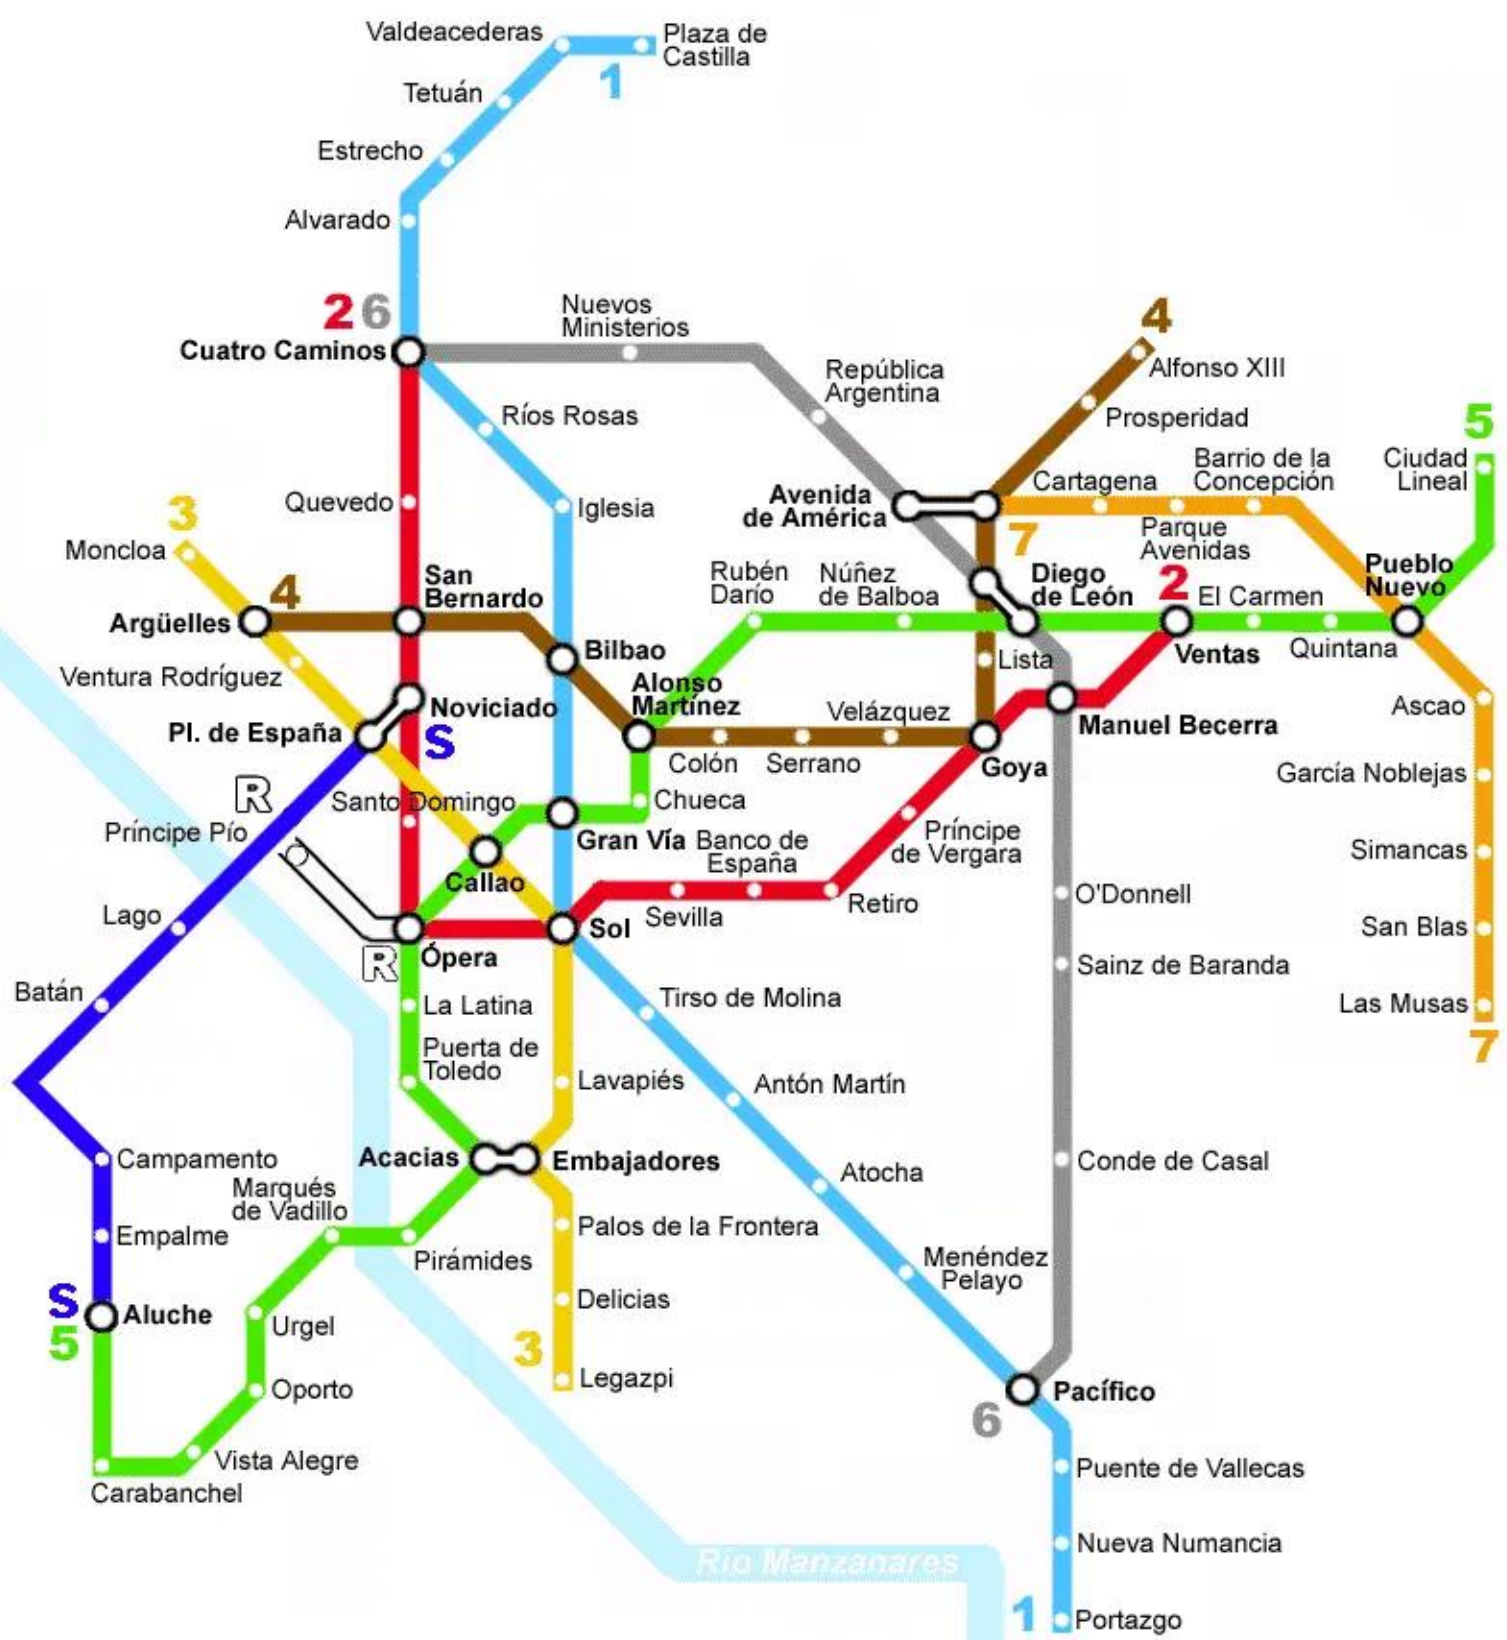 Valdeacederas
Plaza de
Castilla
1
Tetuán
Estrecho
Alvarado
2 6
Cuatro Caminos
Nuevos
Ministerios
República
Argentina
4
Alfonso XIII
Prosperidad
Ríos Rosas
5
Ciudad
Lineal
Quevedo
Iglesia
Avenida
de América
Cartagena
Barrio de la
Concepción
Parque
Avenidas
7
3
Moncloa
Pueblo
Nuevo
4
Argüelles
San
Bernardo
Rubén
Darío
Núñez
de Balboa
Diego
de León
2
El Carmen
Ventas
Quintana
Bilbao
Lista
Ventura Rodríguez
Alonso
Martínez
Noviciado
Pl. de España
S
Velázquez
Manuel Becerra
Ascao
Colón
Serrano
Goya
García Noblejas
R
Santo Domingo
Chueca
Príncipe Pío
Gran Vía
Banco de
España
Príncipe
de Vergara
Simancas
Callao
Lago
Sevilla
Retiro
O'Donnell
Sol
San Blas
R
Ópera
Sainz de Baranda
Batán
La Latina
Tirso de Molina
Las Musas
7
Puerta de
Toledo
Lavapiés
Antón Martín
Campamento
Acacias
Embajadores
Atocha
Conde de Casal
Marqués
de Vadillo
Empalme
Palos de la Frontera
Pirámides
Menéndez
Pelayo
S
5
Aluche
Urgel
Delicias
3
Legazpi
Oporto
Pacífico
6
Vista Alegre
Carabanchel
Puente de Vallecas
Río Manzanares
Nueva Numancia
1
Portazgo